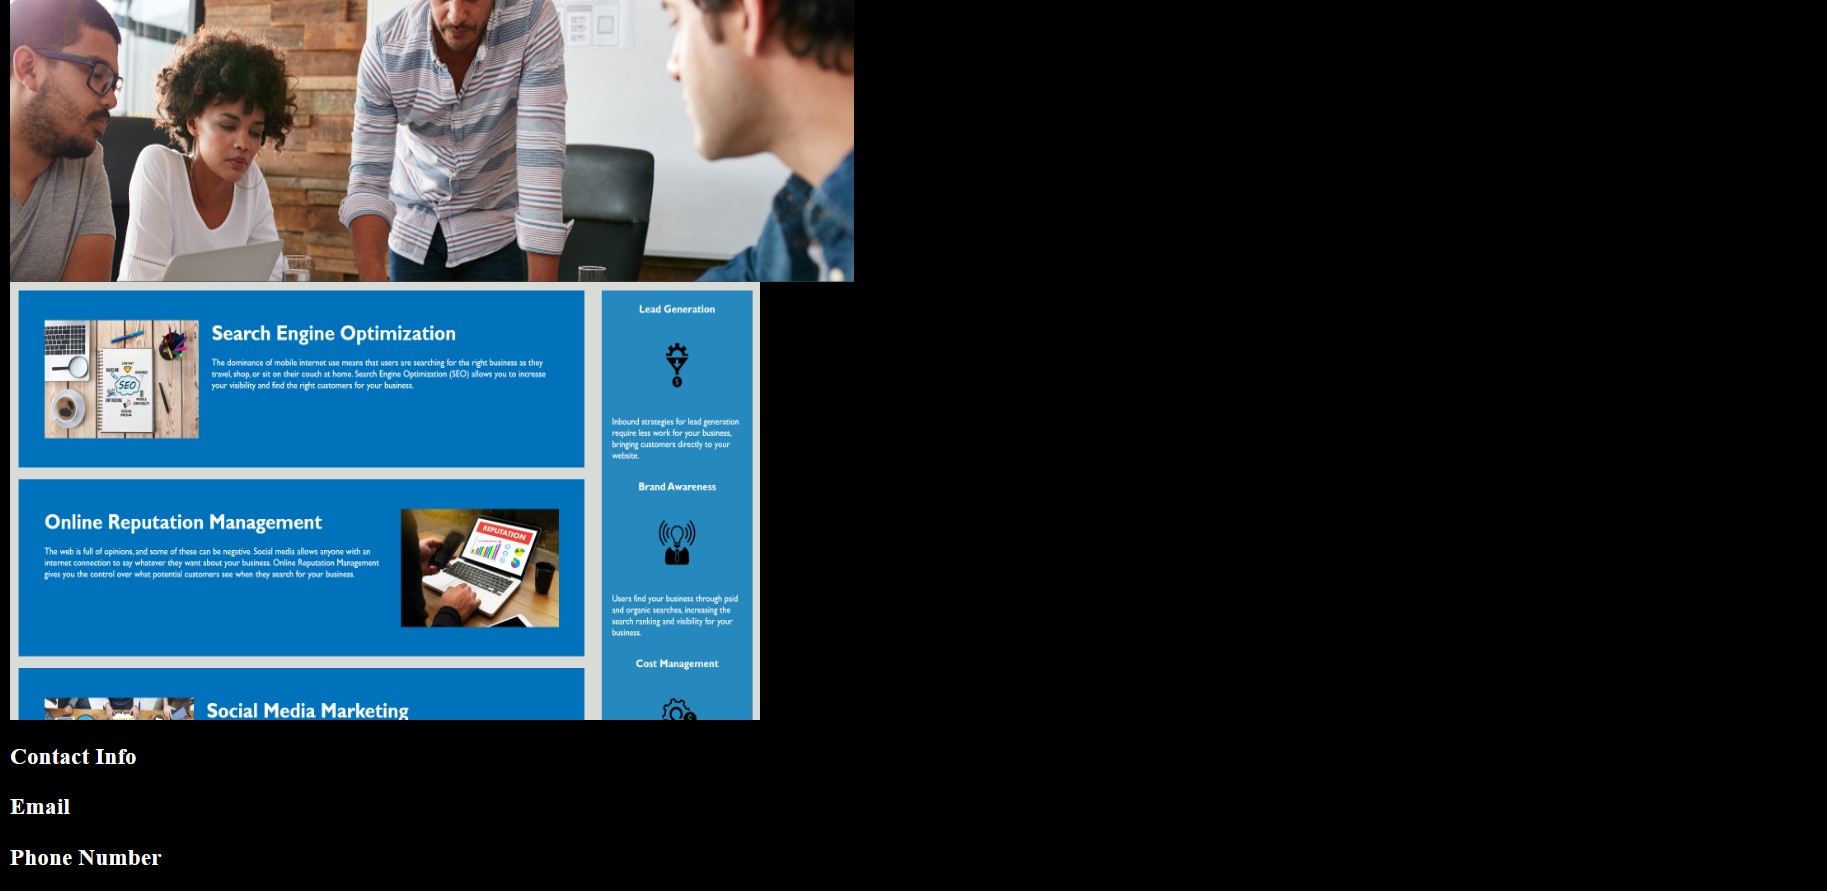 Search Engine Optimization
The dominance of mobile internet use means that users are searching for the right business as they
travel, shop, or sit on their couch at home. Search Engine Optimization (SEO) allows you to increase
your visibility and find the right customers for your business.
SEO
Online Reputation Management
The web is full of opinions, and some of these can be negative. Social media allows anyone with an
internet connection to say whatever they want about your business. Online Reputation Management
gives you the control over what potential customers see when they search for your business.
REPUTATION
Social Media Marketing
Lead Generation
Inbound strategies for lead generation
require less work for your business,
bringing customers directly to your
website.
Brand Awareness
Users find your business through paid
and organic searches, increasing the
search ranking and visibility for your
business.
Cost Management
Contact Info
Email
Phone Number